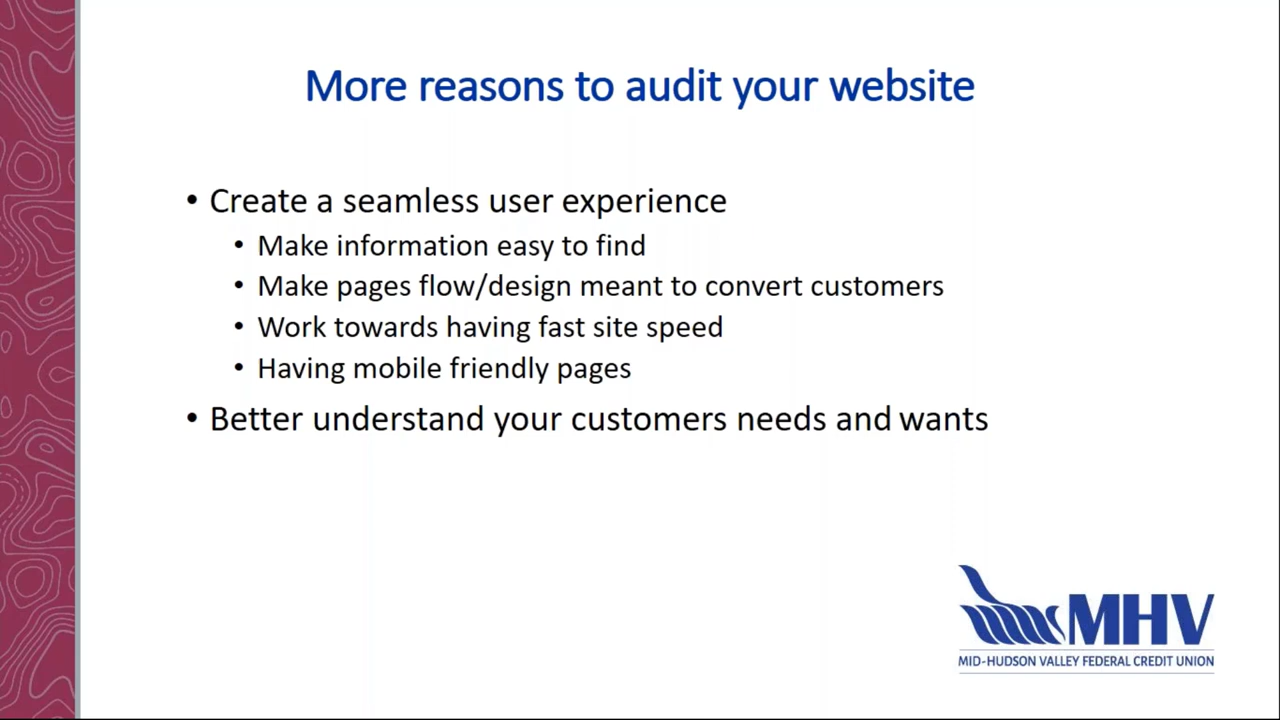 More reasons to audit your website
• Create a seamless user experience
• Make information easy to find
• Make pages flow/design meant to convert customers
• Work towards having fast site speed
• Having mobile friendly pages
• Better understand your customers needs and wants
MHV
MID-HUDSON VALLEY FEDERAL CREDIT UNION